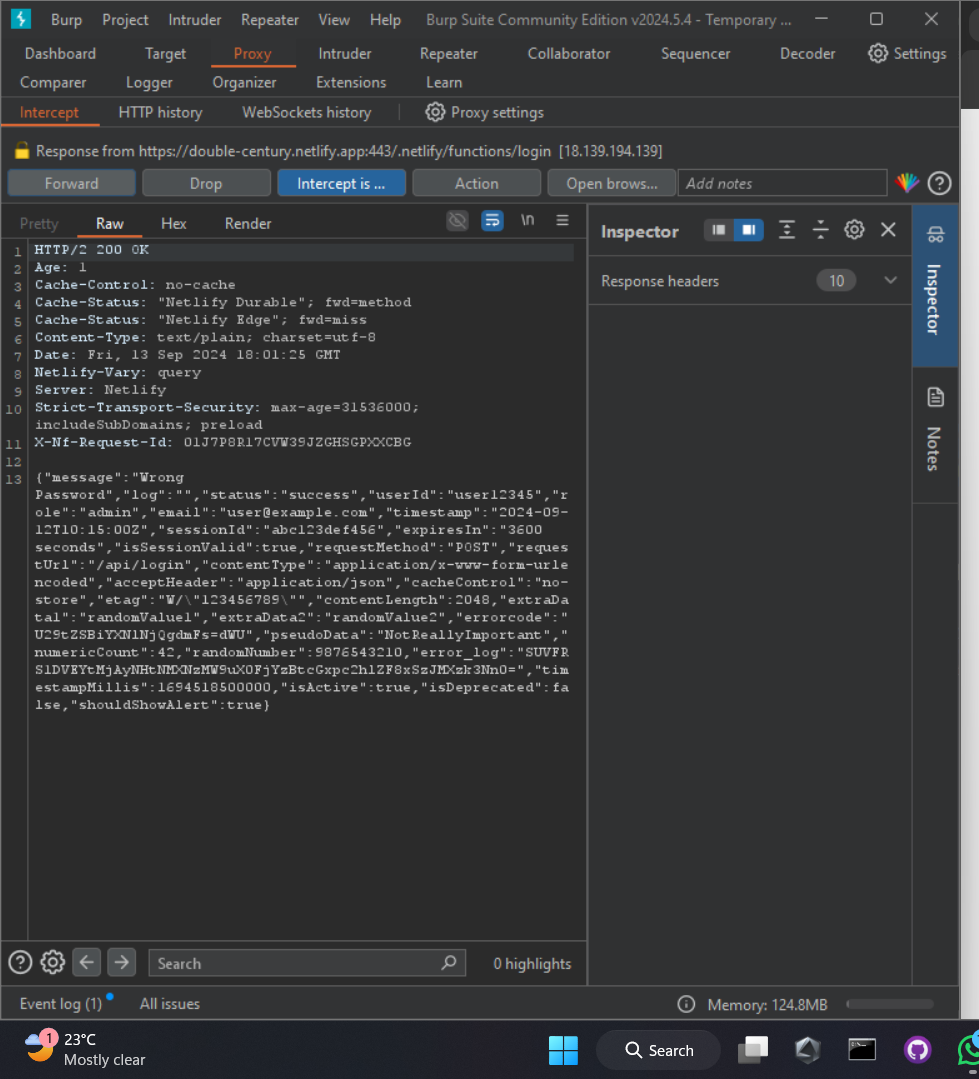 Burp Project Intruder Repeater View Help Burp Suite Community Edition v2024.5.4 - Temporary ...
Dashboard Target Proxy Intruder Repeater Collaborator Sequencer Decoder Settings
Comparer Logger Organizer Extensions Learn
Intercept HTTP history WebSockets history Proxy settings
Response from https://double-century.netlify.app:443/.netlify/functions/login [18.139.194.139]
Forward Drop Intercept is ... Action Open brows... Add notes
Pretty Raw Hex Render \n
Inspector
Response headers 10
Inspector
Notes
1 HTTP/2 200 OK
2 Age: 1
3 Cache-Control: no-cache
4 Cache-Status: "Netlify Durable"; fwd=method
5 Cache-Status: "Netlify Edge"; fwd=miss
6 Content-Type: text/plain; charset=utf-8
7 Date: Fri, 13 Sep 2024 18:01:25 GMT
8 Netlify-Vary: query
9 Server: Netlify
10 Strict-Transport-Security: max-age=31536000;
includeSubDomains; preload
11 X-Nf-Request-Id: 01J7P8R17CVW39JZGHSGPXXCBG
12
13 {"message":"Wrong
Password","log":"","status":"success","userId":"user12345","r
ole":"admin","email":"user@example.com","timestamp":"2024-09-
12T10:15:00Z","sessionId":"abc123def456","expiresIn":"3600
seconds","isSessionValid":true,"requestMethod":"POST","reques
tUrl":"/api/login","contentType":"application/x-www-form-urle
ncoded","acceptHeader":"application/json","cacheControl":"no-
store","etag":"W/\"123456789\"","contentLength":2048,"extraDa
ta1":"randomValue1","extraData2":"randomValue2","errorcode":"
U29tZSBiYXNlNjQgdmFs=dWU","pseudoData":"NotReallyImportant","
numericCount":42,"randomNumber":9876543210,"error_log":"SUVFR
S1DVEYtMjAyNHtNMXNzMW9uX0FjYzBtcGxpc2hlZF8xSzJMXzk3Nn0=","tim
estampMillis":1694518500000,"isActive":true,"isDeprecated":fa
lse,"shouldShowAlert":true}
Search 0 highlights
Event log (1) All issues Memory: 124.8MB
1 23°C
Mostly clear
Search